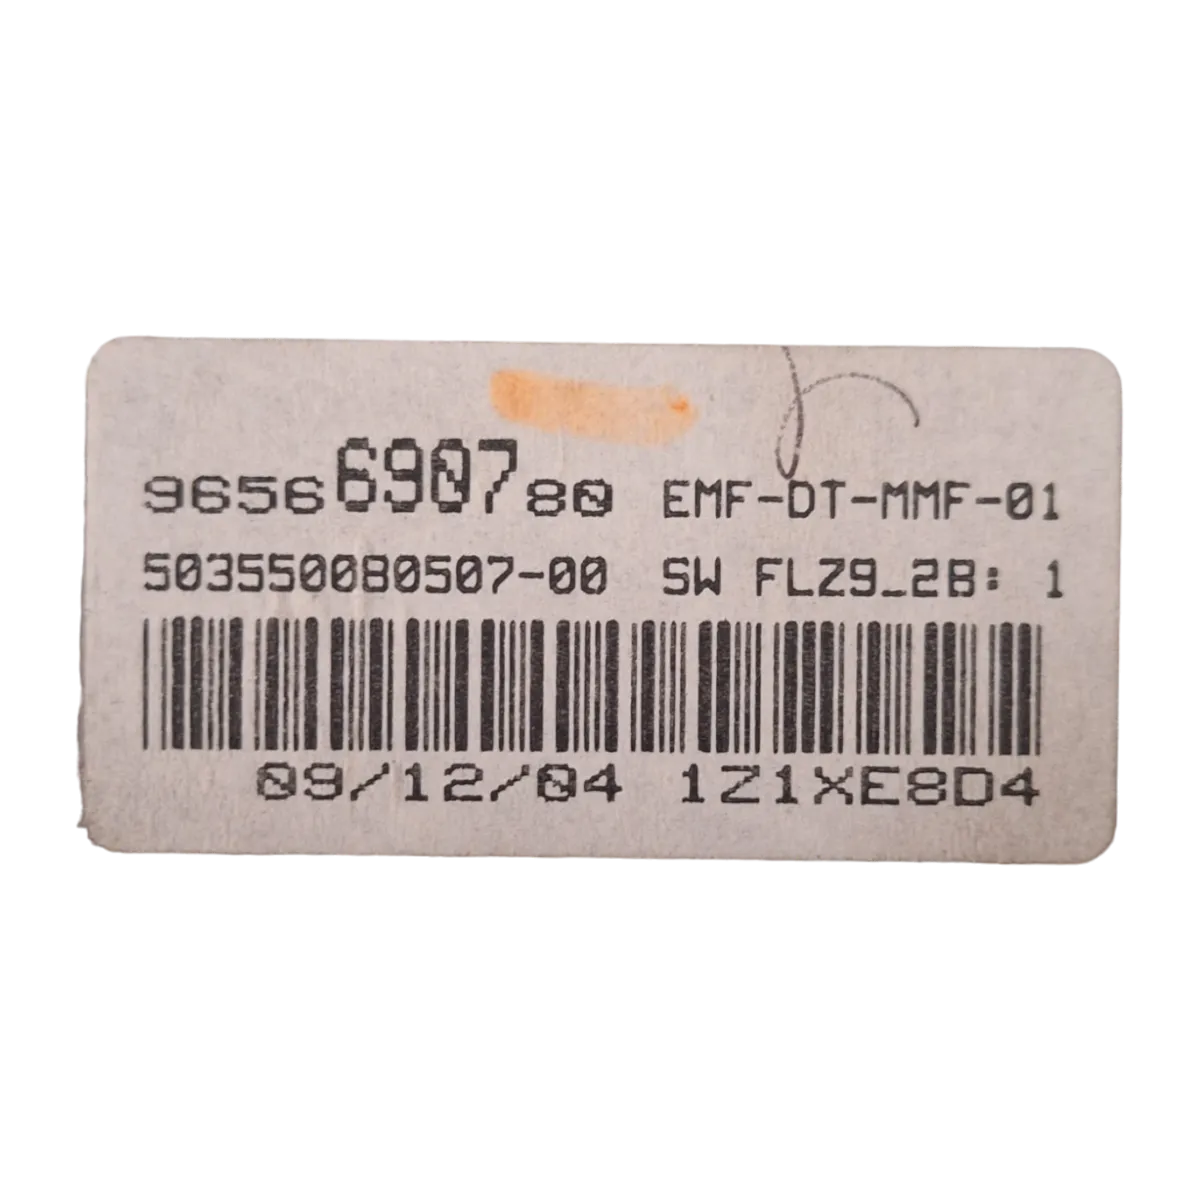 9656690780 EMF-DT-MMF-01
503550080507-00 SW FLZ9_2B: 1
09/12/04 1Z1XE8D4